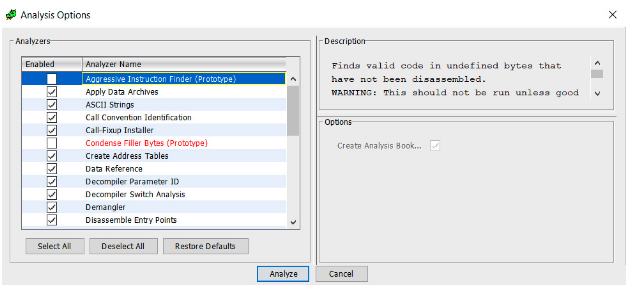 Analysis Options
Analyzers
Enabled Analyzer Name
Aggressive Instruction Finder (Prototype)
Apply Data Archives
ASCII Strings
Call Convention Identification
Call-Fixup Installer
Condense Filler Bytes (Prototype)
Create Address Tables
Data Reference
Decompiler Parameter ID
Decompiler Switch Analysis
Demangler
Disassemble Entry Points
Select All Deselect All Restore Defaults
Description
Finds valid code in undefined bytes that
have not been disassembled.
WARNING: This should not be run unless good
Options
Create Analysis Book...
Analyze Cancel